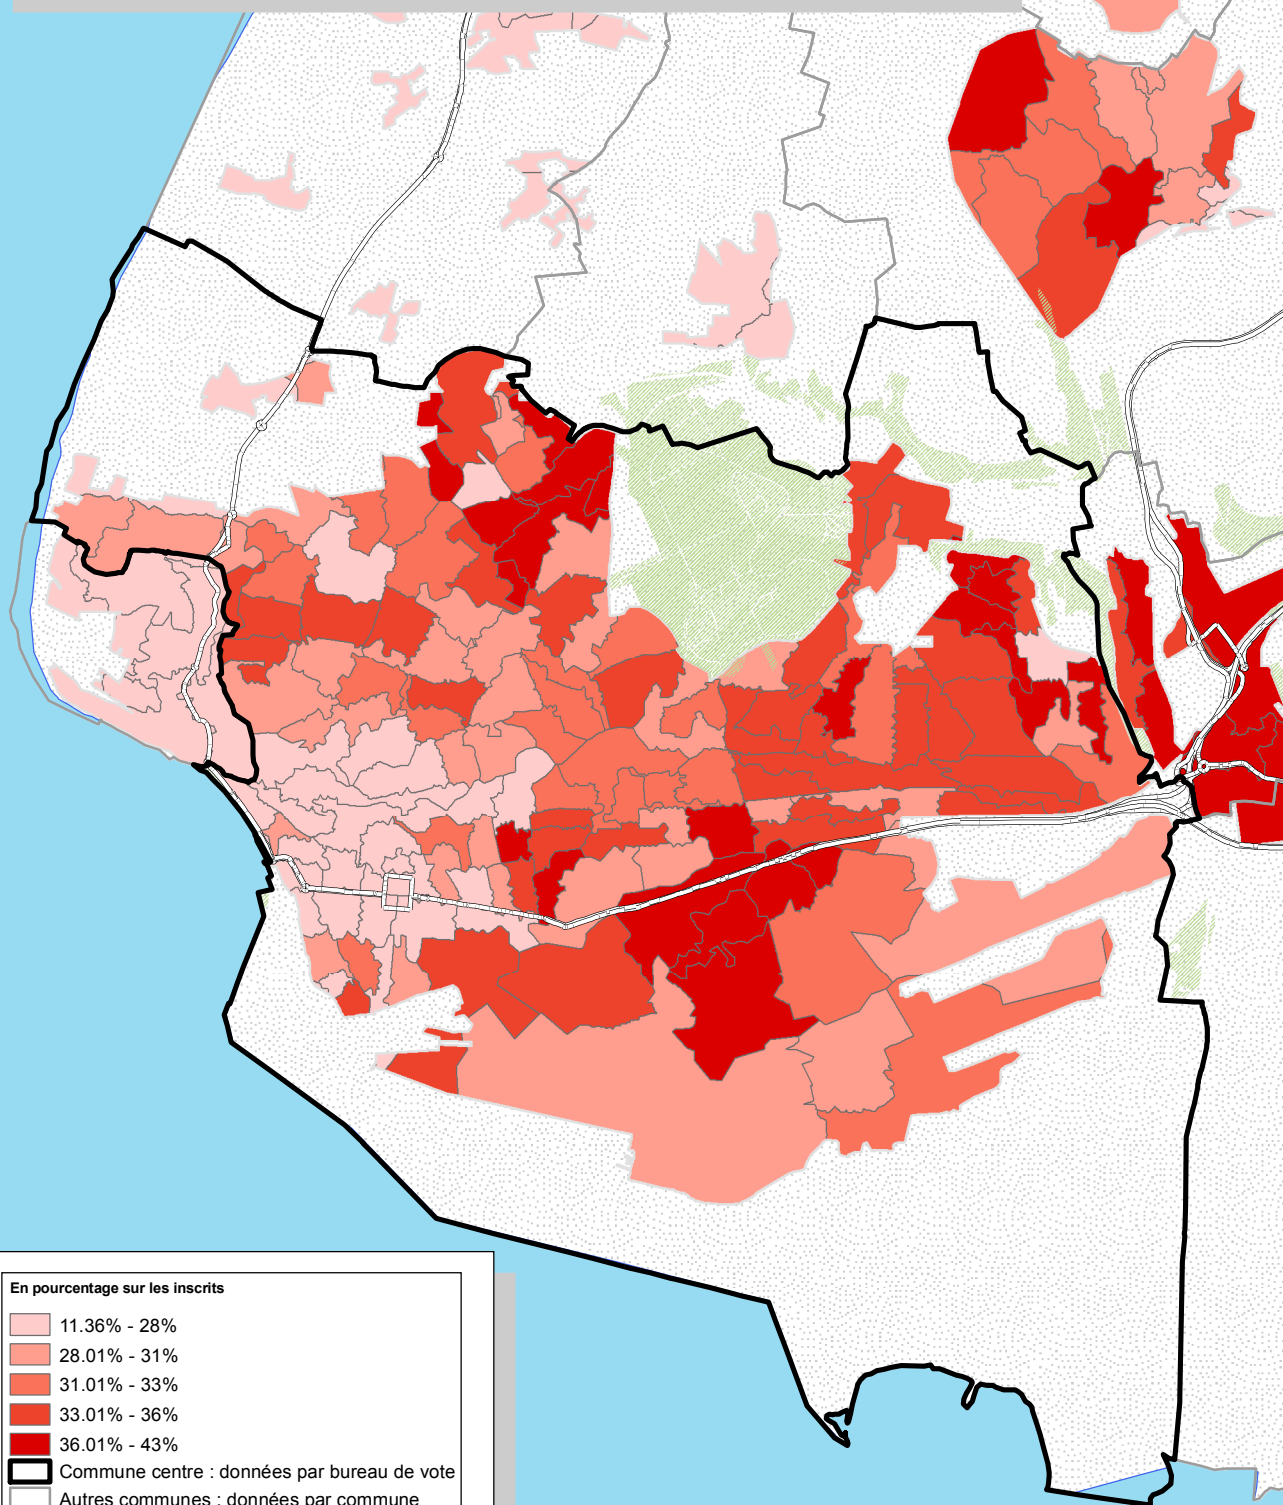 En pourcentage sur les inscrits
11.36% - 28%
28.01% - 31%
31.01% - 33%
33.01% - 36%
36.01% - 43%
Commune centre : données par bureau de vote
Autres communes : données par commune